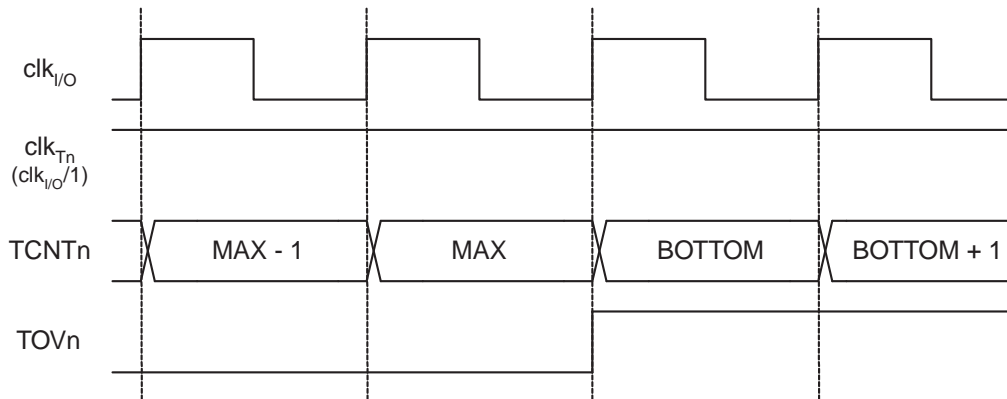 clkI/O
clkTn
(clkI/O/1)
TCNTn
MAX - 1
MAX
BOTTOM
BOTTOM + 1
TOVn